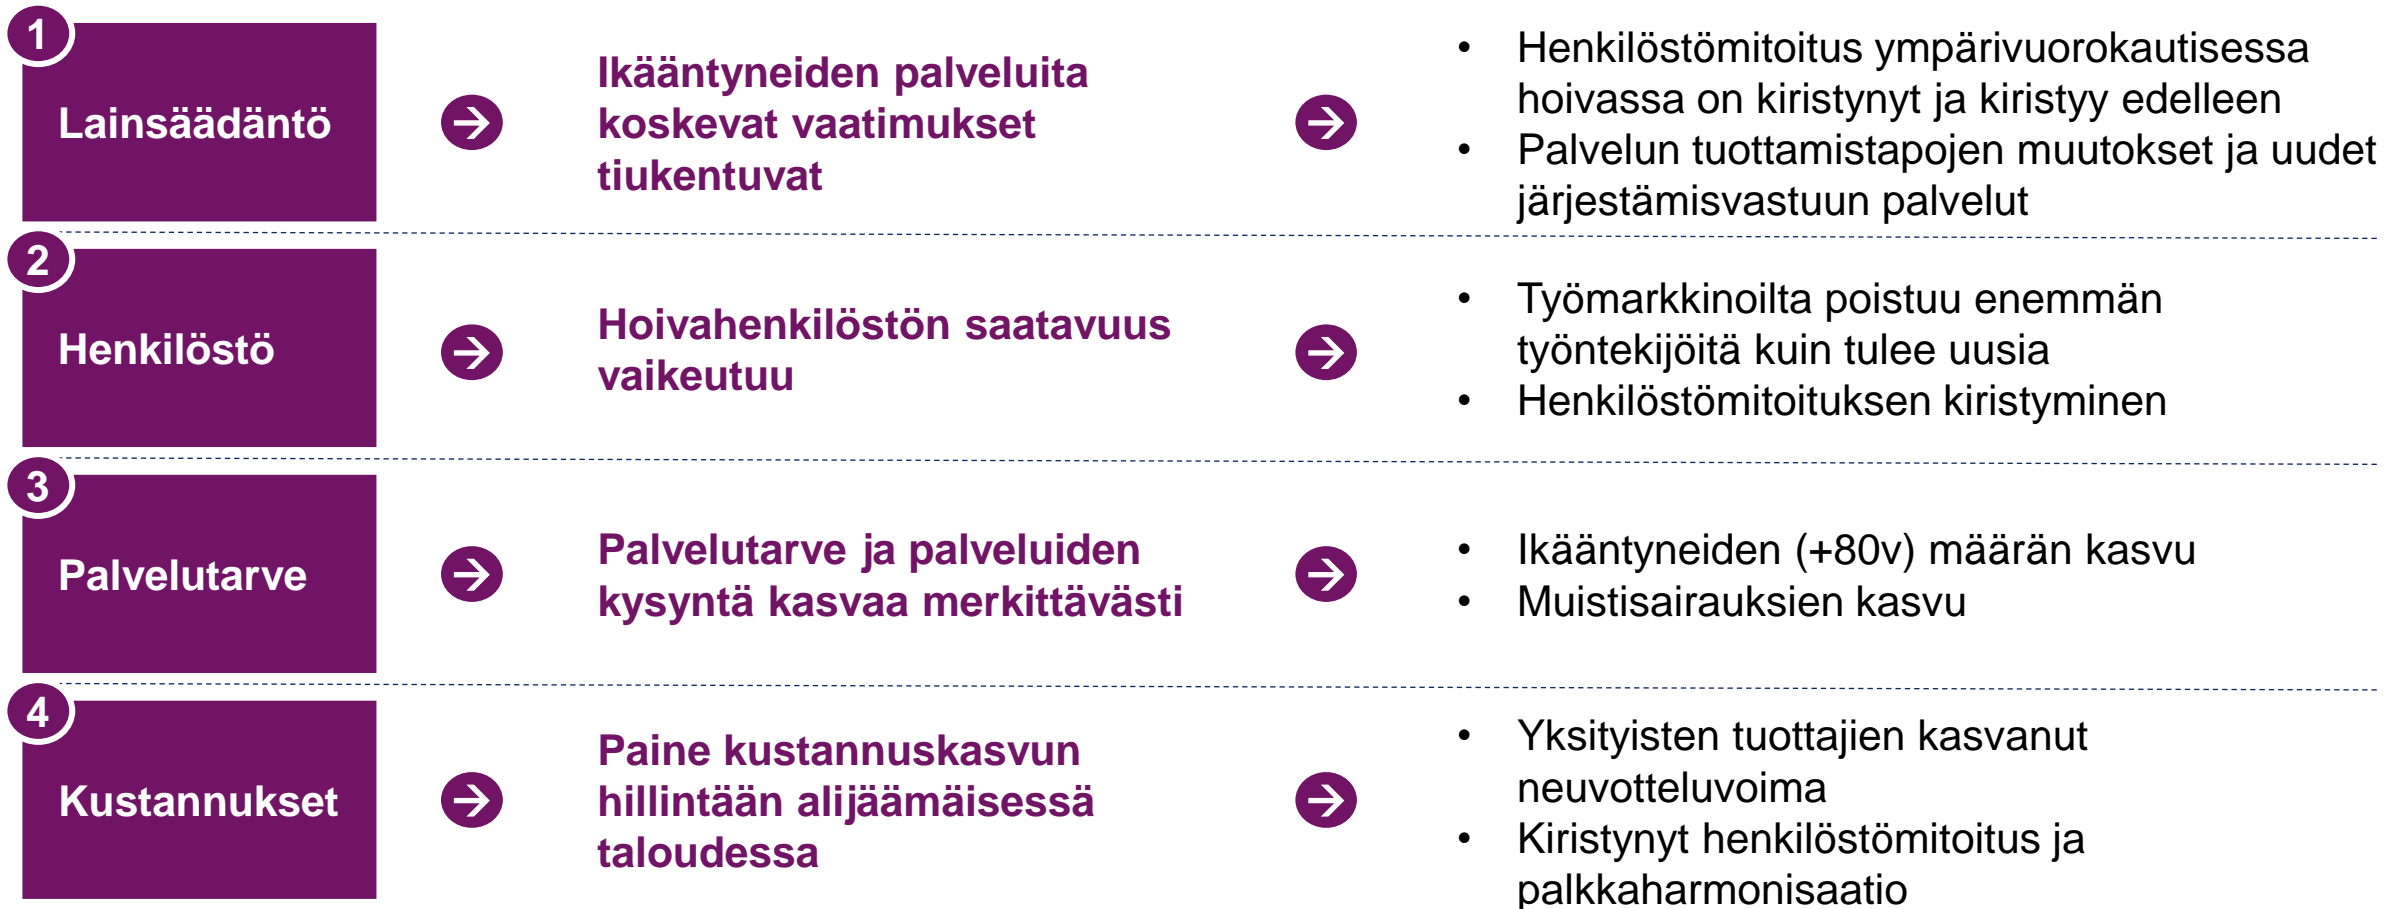 1
Lainsäädäntö
Ikääntyneiden palveluita
koskevat vaatimukset
tiukentuvat
• Henkilöstömitoitus ympärivuorokautisessa
hoivassa on kiristynyt ja kiristyy edelleen
• Palvelun tuottamistapojen muutokset ja uudet
järjestämisvastuun palvelut
2
Henkilöstö
Hoivahenkilöstön saatavuus
vaikeutuu
• Työmarkkinoilta poistuu enemmän
työntekijöitä kuin tulee uusia
• Henkilöstömitoituksen kiristyminen
3
Palvelutarve
Palvelutarve ja palveluiden
kysyntä kasvaa merkittävästi
• Ikääntyneiden (+80v) määrän kasvu
• Muistisairauksien kasvu
4
Kustannukset
Paine kustannuskasvun
hillintään alijäämäisessä
taloudessa
• Yksityisten tuottajien kasvanut
neuvotteluvoima
• Kiristynyt henkilöstömitoitus ja
palkkaharmonisaatio